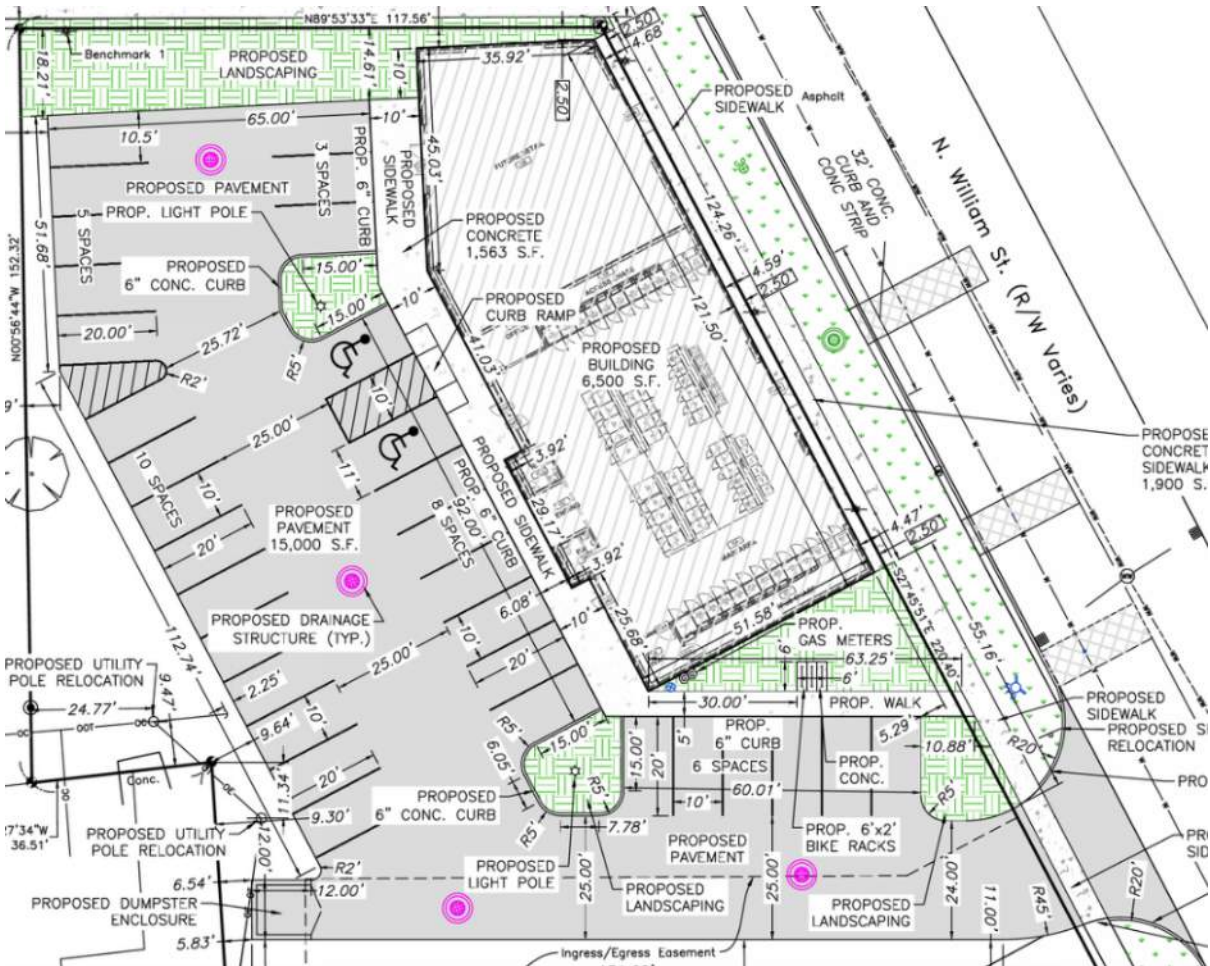 N89°53'33"E 117.56'
2.50'
4.68
Benchmark 1
PROPOSED
LANDSCAPING
18.21'
14.61'
10'
35.92'
2.50'
PROPOSED
SIDEWALK
Asphalt
N. William St. (R/W Varies)
32' CONC.
CURB AND
CONC STRIP
65.00'
10.5'
10'
45.03'
3 SPACES
PROP. 6" CURB
PROPOSED
SIDEWALK
PROPOSED PAVEMENT
PROP. LIGHT POLE
5 SPACES
51.68'
N00°56'44"W 152.32'
PROPOSED
CONCRETE
1,563 S.F.
124.26'
4.59'
2.50'
121.50'
PROPOSED
6" CONC. CURB
15.00'
15.00'
10'
PROPOSED
CURB RAMP
20.00'
25.72'
R5'
R2'
41.03'
PROPOSED
BUILDING
6,500 S.F.
10'
25.00'
11'
10 SPACES
10'
20'
PROPOSED
PAVEMENT
15,000 S.F.
PROPOSED SIDEWALK
PROP. 6" CURB
92.00'
8 SPACES
3.92'
29.17'
3.92'
PROPOSE
CONCRET
SIDEWALK
1,900 S.
4.47'
2.50'
S27°45'51"E 220.40'
55.16'
PROPOSED DRAINAGE
STRUCTURE (TYP.)
6.08'
10'
10'
20'
25.68'
51.58'
PROP.
GAS METERS
63.25'
6'
30.00'
PROP. WALK
112.74'
25.00'
2.25'
PROPOSED UTILITY
POLE RELOCATION
9.47'
24.77'
9.64'
10'
20'
11.34'
Conc.
R5'
15.00'
6.05'
R5'
R5'
7.78'
15.00'
20'
5'
PROP.
6" CURB
6 SPACES
10'
60.01'
PROP.
CONC.
5.29'
10.88'
R20'
R5'
PROPOSED
SIDEWALK
PROPOSED S
RELOCATION
PRO
PROPOSED
6" CONC. CURB
9.30'
27'34"W
36.51'
PROPOSED UTILITY
POLE RELOCATION
12.00'
R2'
PROPOSED
LIGHT POLE
25.00'
PROPOSED
LANDSCAPING
PROPOSED
PAVEMENT
25.00'
PROP. 6'x2'
BIKE RACKS
PROPOSED
LANDSCAPING
24.00'
11.00'
R45'
R20'
PRO
SID
6.54'
12.00'
PROPOSED DUMPSTER
ENCLOSURE
5.83'
Ingress/Egress Easement